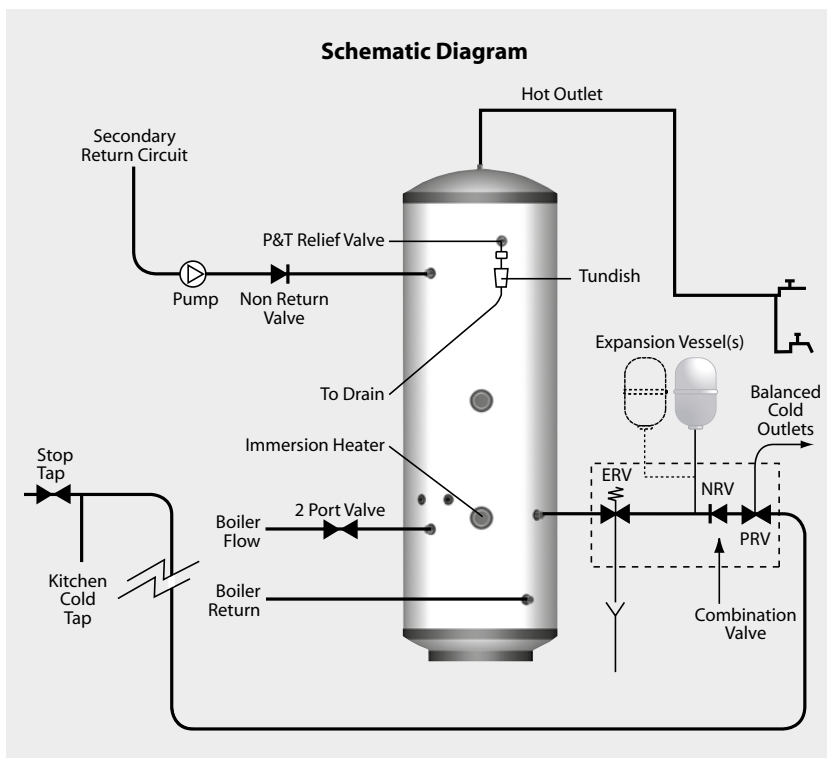 Schematic Diagram
Hot Outlet
Secondary
Return Circuit
P&T Relief Valve
Tundish
Pump
Non Return
Valve
Expansion Vessel(s)
To Drain
Balanced
Cold
Outlets
Immersion Heater
Stop
Tap
ERV
NRV
2 Port Valve
Boiler
Flow
PRV
Kitchen
Cold
Tap
Boiler
Return
Combination
Valve